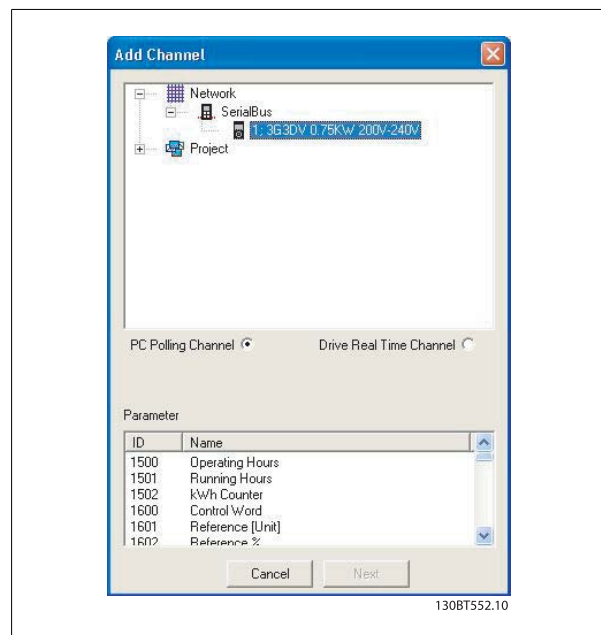 Add Channel
Network
SerialBus
1; 3G3DV 0.75KW 200V-240V
Project
PC Polling Channel
Drive Real Time Channel
Parameter
ID Name
1500 Operating Hours
1501 Running Hours
1502 kWh Counter
1600 Control Word
1601 Reference [Unit]
1602 Reference %
Cancel Next
130BT552.10